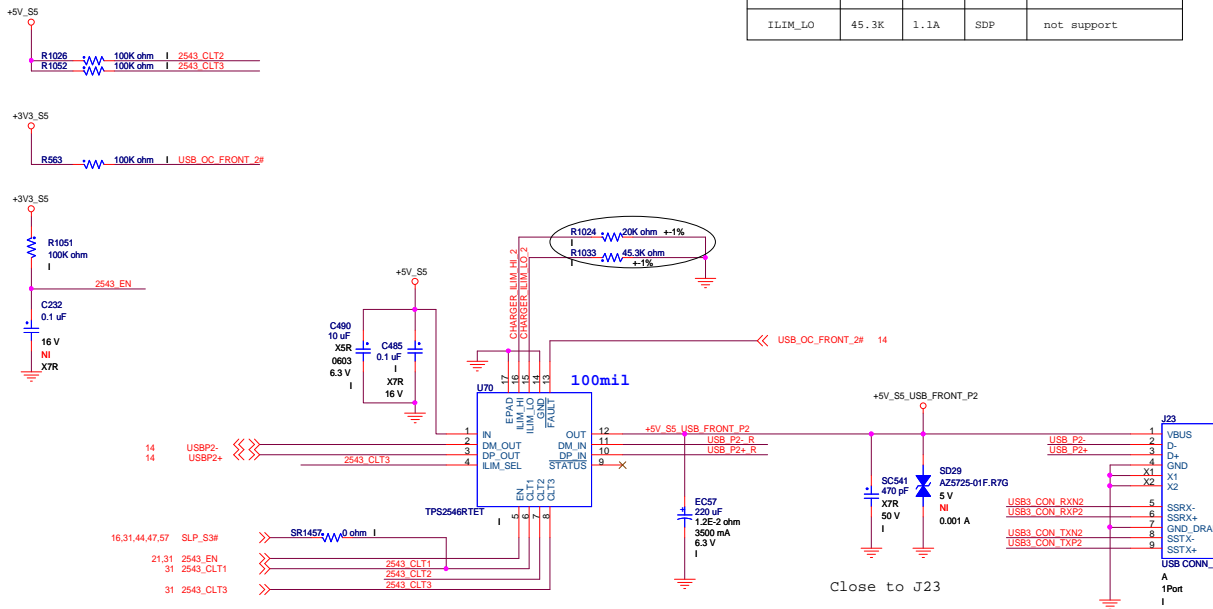 +5V_S5
ILIM_LO 45.3K 1.1A SDP not support
R1026 100K ohm I 2543_CLT2
R1052 100K ohm I 2543_CLT3
+3V3_S5
R563 100K ohm I USB_OC_FRONT_2#
+3V3_S5
R1051
100K ohm
I
2543_EN
C232
0.1 uF
16 V
NI
X7R
R1024 20K ohm +-1%
I
R1033 45.3K ohm
I +-1%
CHARGER_ILIM_HI_2
CHARGER_ILIM_LO_2
+5V_S5
C490
10 uF
X5R
0603
6.3 V
I
C485
0.1 uF
I
X7R
16 V
USB_OC_FRONT_2# 14
100mil
U70
17 16 15 14 13
EPAD
ILIM_HI
ILIM_LO
GND
FAULT
1 IN
2 DM_OUT
3 DP_OUT
4 ILIM_SEL
OUT 12
DM_IN 11
DP_IN 10
STATUS 9
EN
CLT1
CLT2
CLT3
5 6 7 8
TPS2546RTET
I
14 USBP2-
14 USBP2+
2543_CLT3
+5V_S5_USB_FRONT_P2
USB_P2-_R
USB_P2+_R
16,31,44,47,57 SLP_S3#
SR1457 0 ohm I
21,31 2543_EN
31 2543_CLT1
31 2543_CLT3
2543_CLT1
2543_CLT2
2543_CLT3
EC57
220 uF
1.2E-2 ohm
3500 mA
6.3 V
I
+5V_S5_USB_FRONT_P2
SC541
470 pF
X7R
50 V
I
SD29
AZ5725-01F.R7G
5 V
NI
0.001 A
Close to J23
J23
USB_P2-
USB_P2+
USB3_CON_RXN2
USB3_CON_RXP2
USB3_CON_TXN2
USB3_CON_TXP2
1 VBUS
2 D-
3 D+
4 GND
X1 X1
X2 X2
5 SSRX-
6 SSRX+
7 GND_DRA
8 SSTX-
9 SSTX+
USB CONN_
A
1Port
I